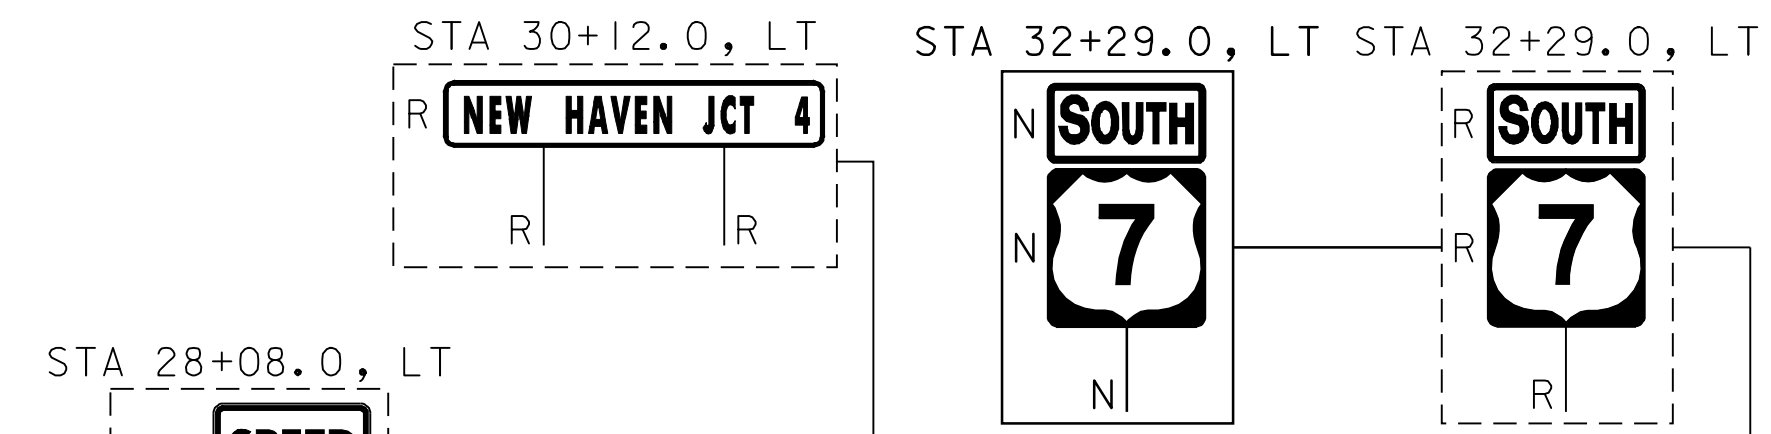 STA 30+12.0, LT
R NEW HAVEN JCT 4
R R
STA 32+29.0, LT
N SOUTH
N 7
N
STA 32+29.0, LT
R SOUTH
R 7
R
STA 28+08.0, LT
SPEED